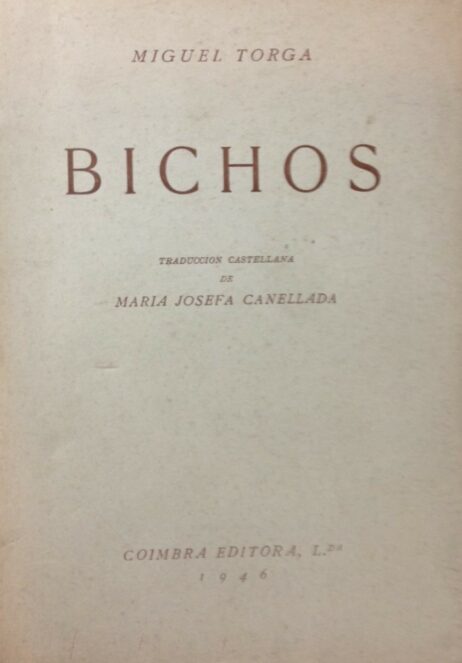 MIGUEL TORGA
BICHOS
TRADUCCION CASTELLANA
DE
MARIA JOSEFA CANELLADA
COIMBRA EDITORA, L.DA
1946